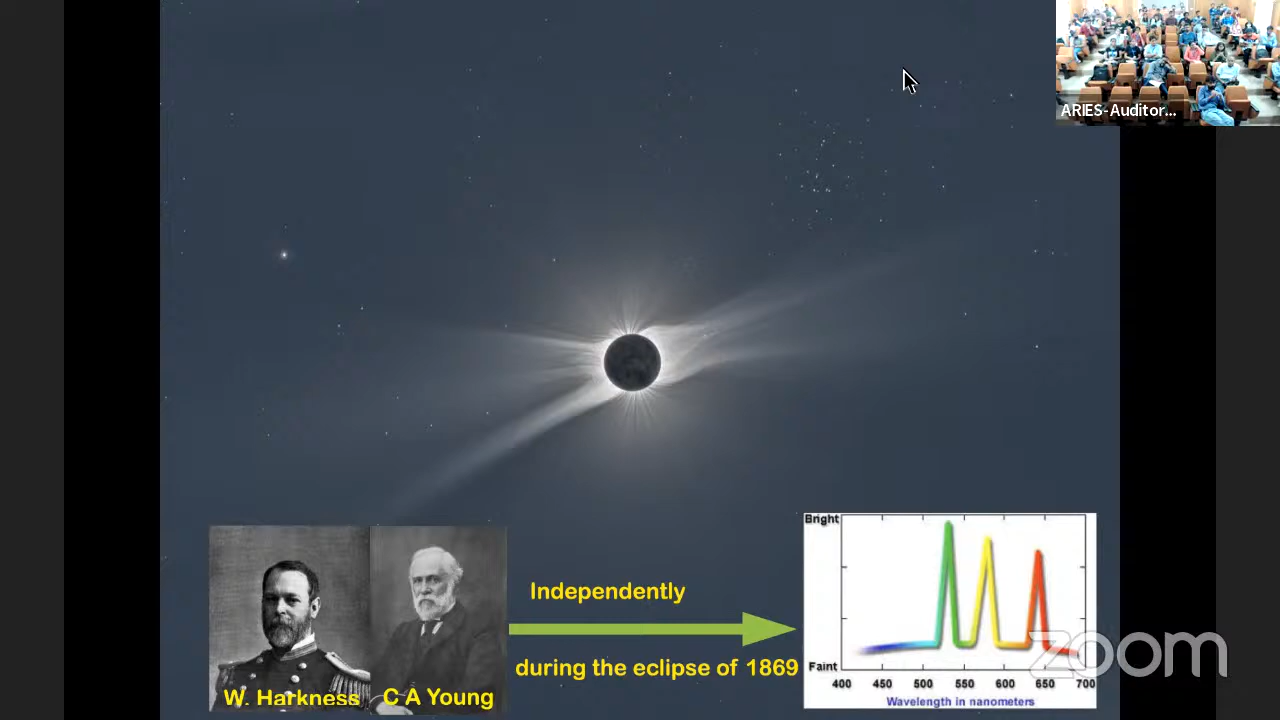 ARIES-Auditor...
Independently
during the eclipse of 1869
W. Harkness
C A Young
Bright
Faint
400 450 500 550 600 650 700
Wavelength in nanometers
zoom